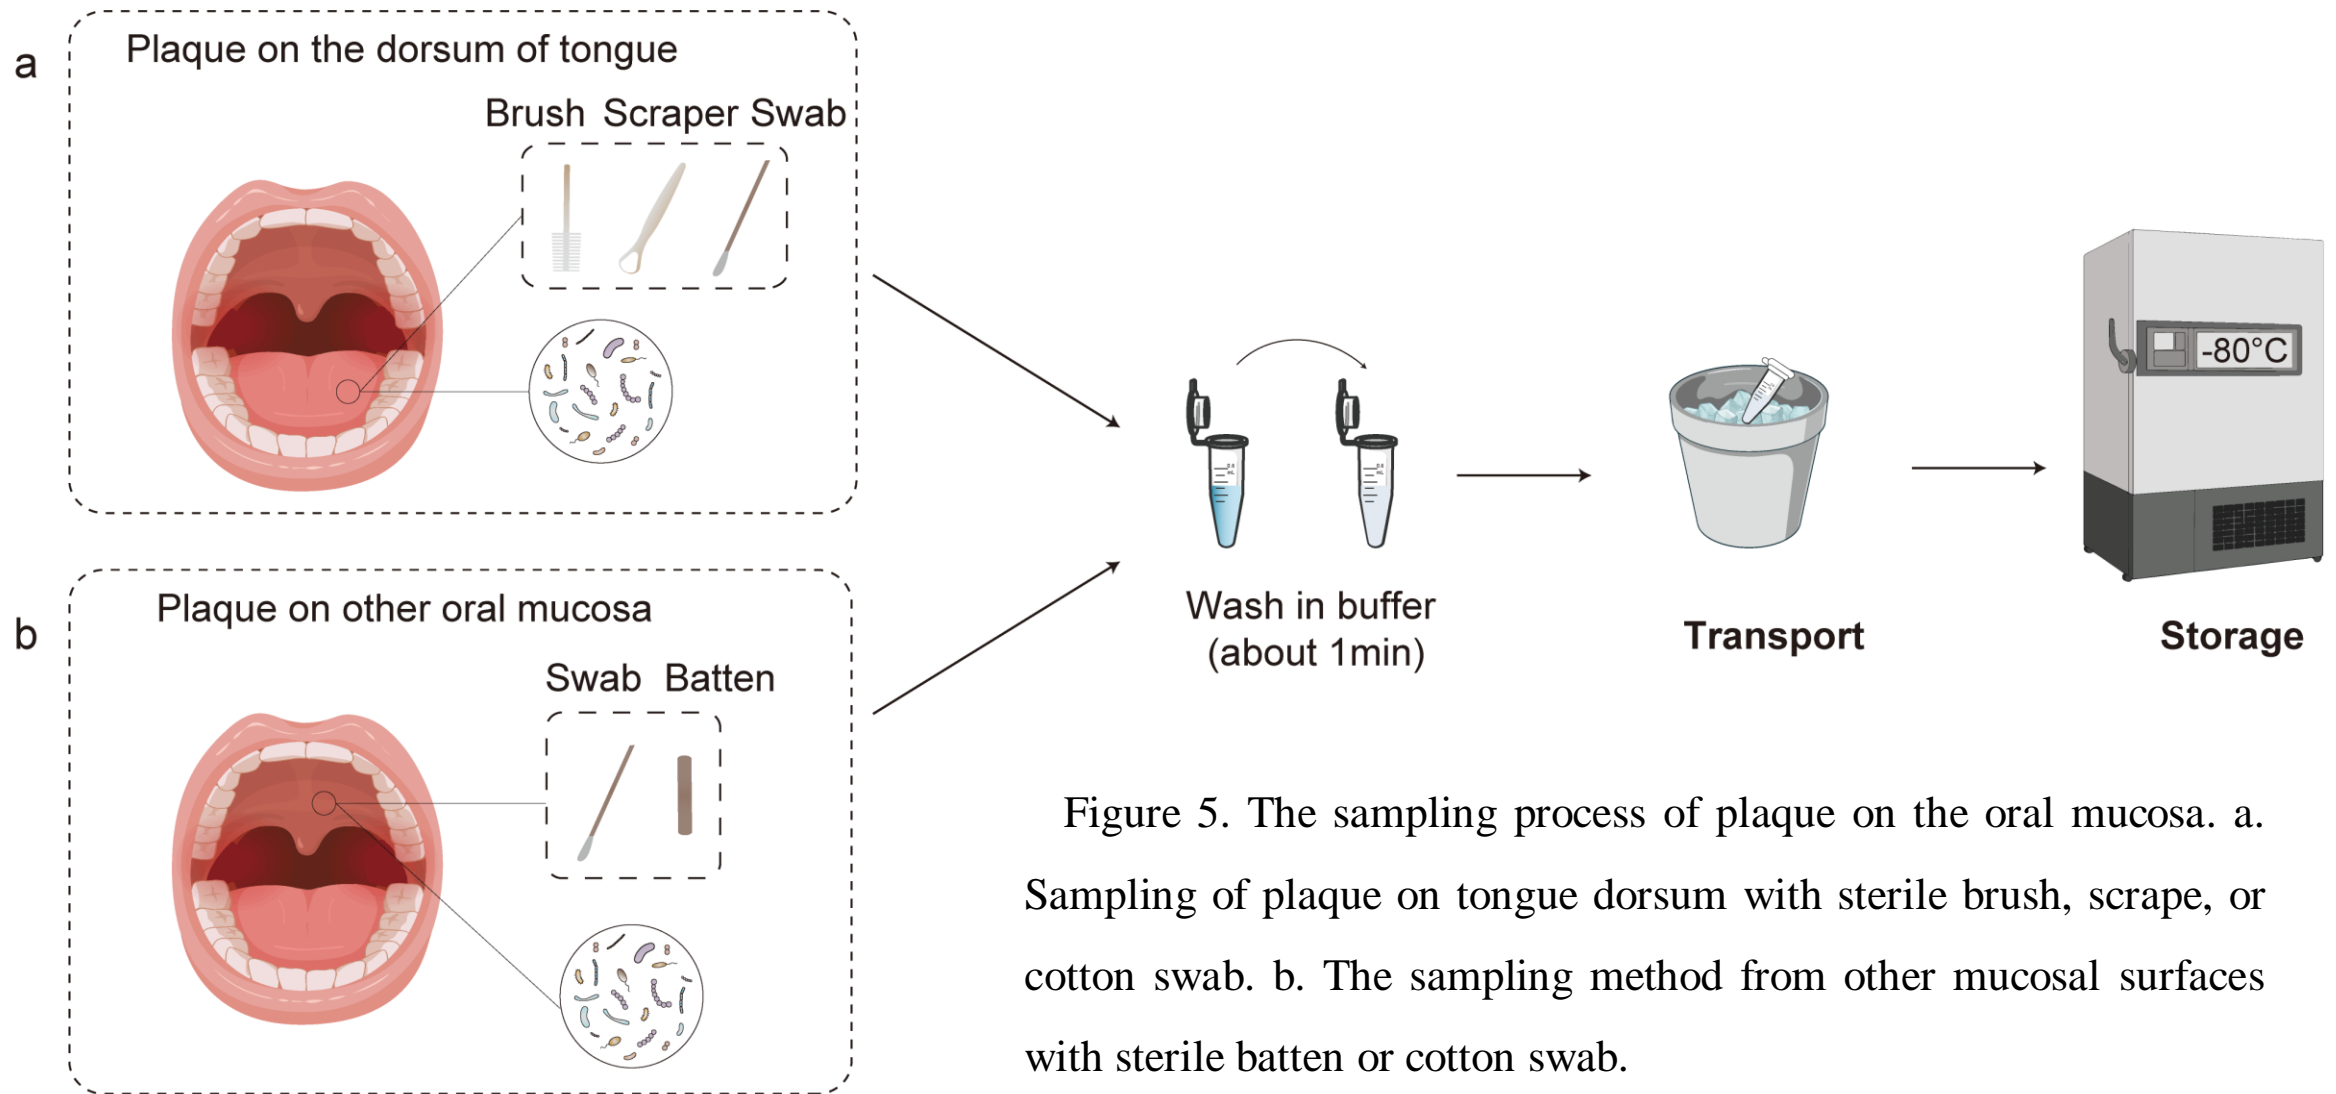 a
Plaque on the dorsum of tongue
Brush Scraper Swab
b
Plaque on other oral mucosa
Swab Batten
Wash in buffer
(about 1min)
Transport
-80°C
Storage
Figure 5. The sampling process of plaque on the oral mucosa. a.
Sampling of plaque on tongue dorsum with sterile brush, scrape, or
cotton swab. b. The sampling method from other mucosal surfaces
with sterile batten or cotton swab.